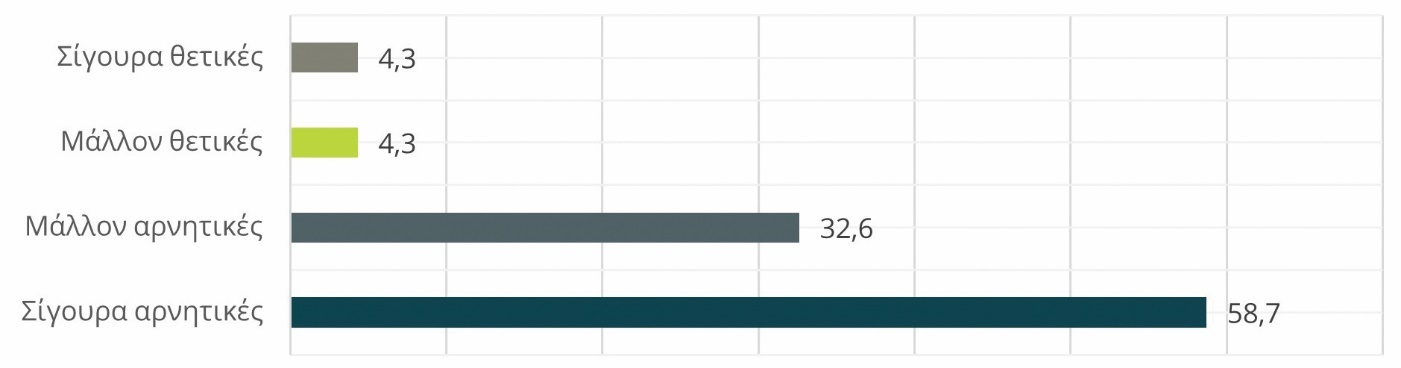 Σίγουρα θετικές 4,3
Μάλλον θετικές 4,3
Μάλλον αρνητικές 32,6
Σίγουρα αρνητικές 58,7